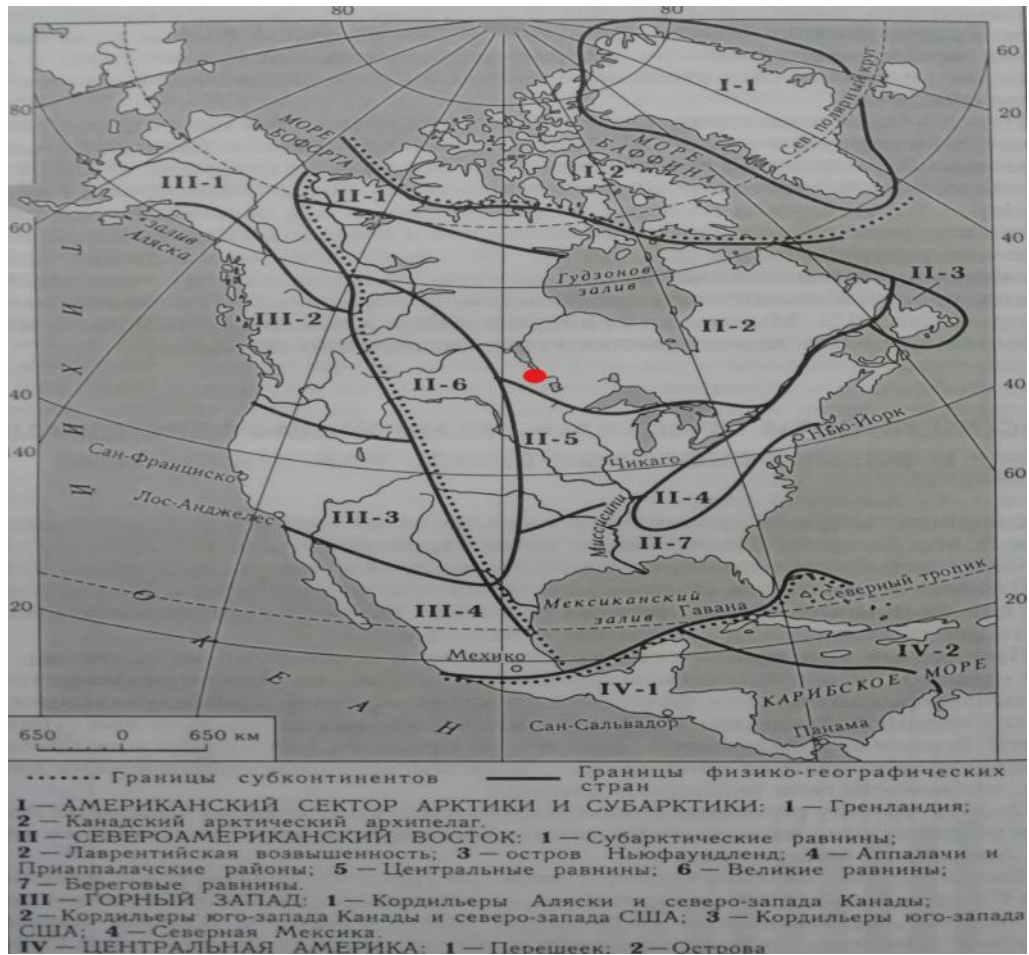 80
80
60
20
80
I-1
Сев. полярный круг
МОРЕ БОФОРТА
МОРЕ БАФФИНА
I-2
III-1
II-1
60
залив Аляска
40
Гудзонов залив
II-3
III-2
II-2
ТИХИЙ
II-6
40
40
140
II-5
Нью-Йорк
Сан-Франциско
Чикаго
60
Лос-Анджелес
III-3
II-4
Миссисипи
II-7
Северный тропик
20
О К Е А Н
III-4
Мексиканский залив
Гавана
20
Мехико
IV-2
IV-1
КАРИБСКОЕ МОРЕ
Сан-Сальвадор
Панама
650 0 650 км
Границы субконтинентов Границы физико-географических
стран
I — АМЕРИКАНСКИЙ СЕКТОР АРКТИКИ И СУБАРКТИКИ: 1 — Гренландия;
2 — Канадский арктический архипелаг.
II — СЕВЕРОАМЕРИКАНСКИЙ ВОСТОК: 1 — Субарктические равнины;
2 — Лаврентийская возвышенность; 3 — остров Ньюфаундленд; 4 — Аппалачи и
Приаппалачские районы; 5 — Центральные равнины; 6 — Великие равнины;
7 — Береговые равнины.
III — ГОРНЫЙ ЗАПАД: 1 — Кордильеры Аляски и северо-запада Канады;
2 — Кордильеры юго-запада Канады и северо-запада США; 3 — Кордильеры юго-запада
США; 4 — Северная Мексика.
IV — ЦЕНТРАЛЬНАЯ АМЕРИКА: 1 — Перешеек; 2 — Острова